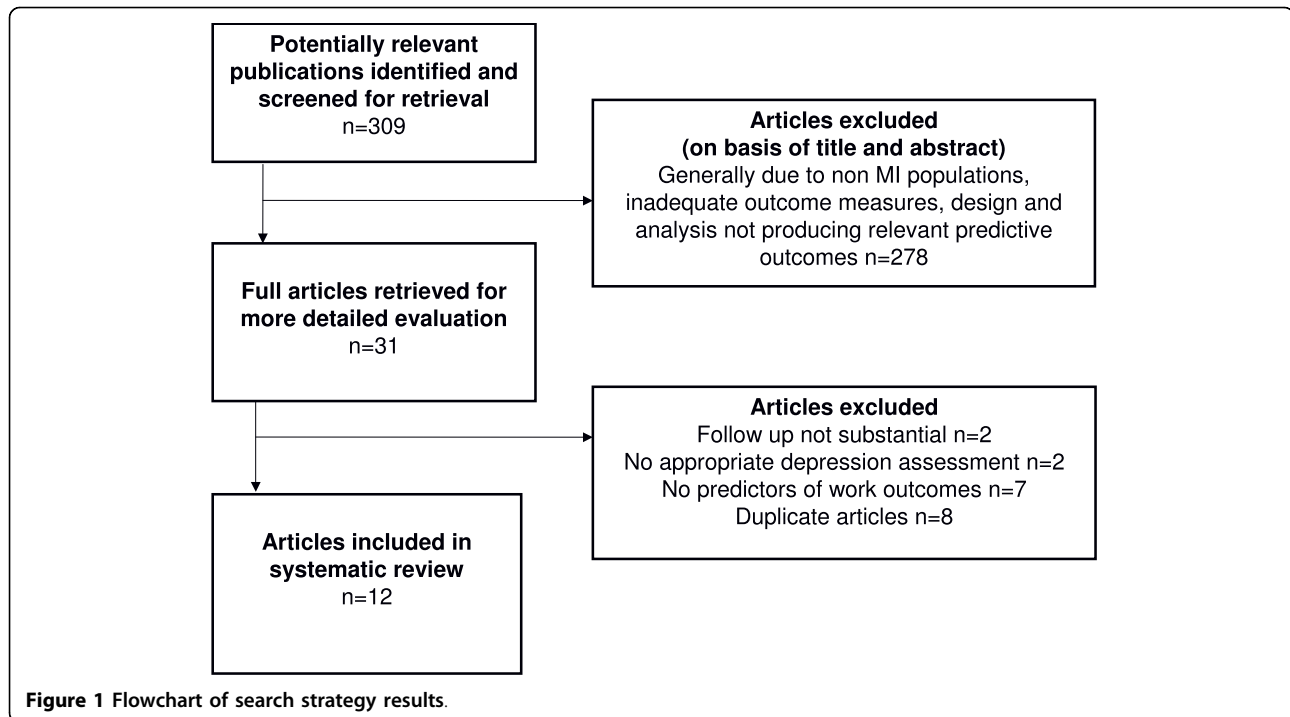 Potentially relevant
publications identified and
screened for retrieval
n=309
Articles excluded
(on basis of title and abstract)
Generally due to non MI populations,
inadequate outcome measures, design and
analysis not producing relevant predictive
outcomes n=278
Full articles retrieved for
more detailed evaluation
n=31
Articles excluded
Follow up not substantial n=2
No appropriate depression assessment n=2
No predictors of work outcomes n=7
Duplicate articles n=8
Articles included in
systematic review
n=12
Figure 1 Flowchart of search strategy results.